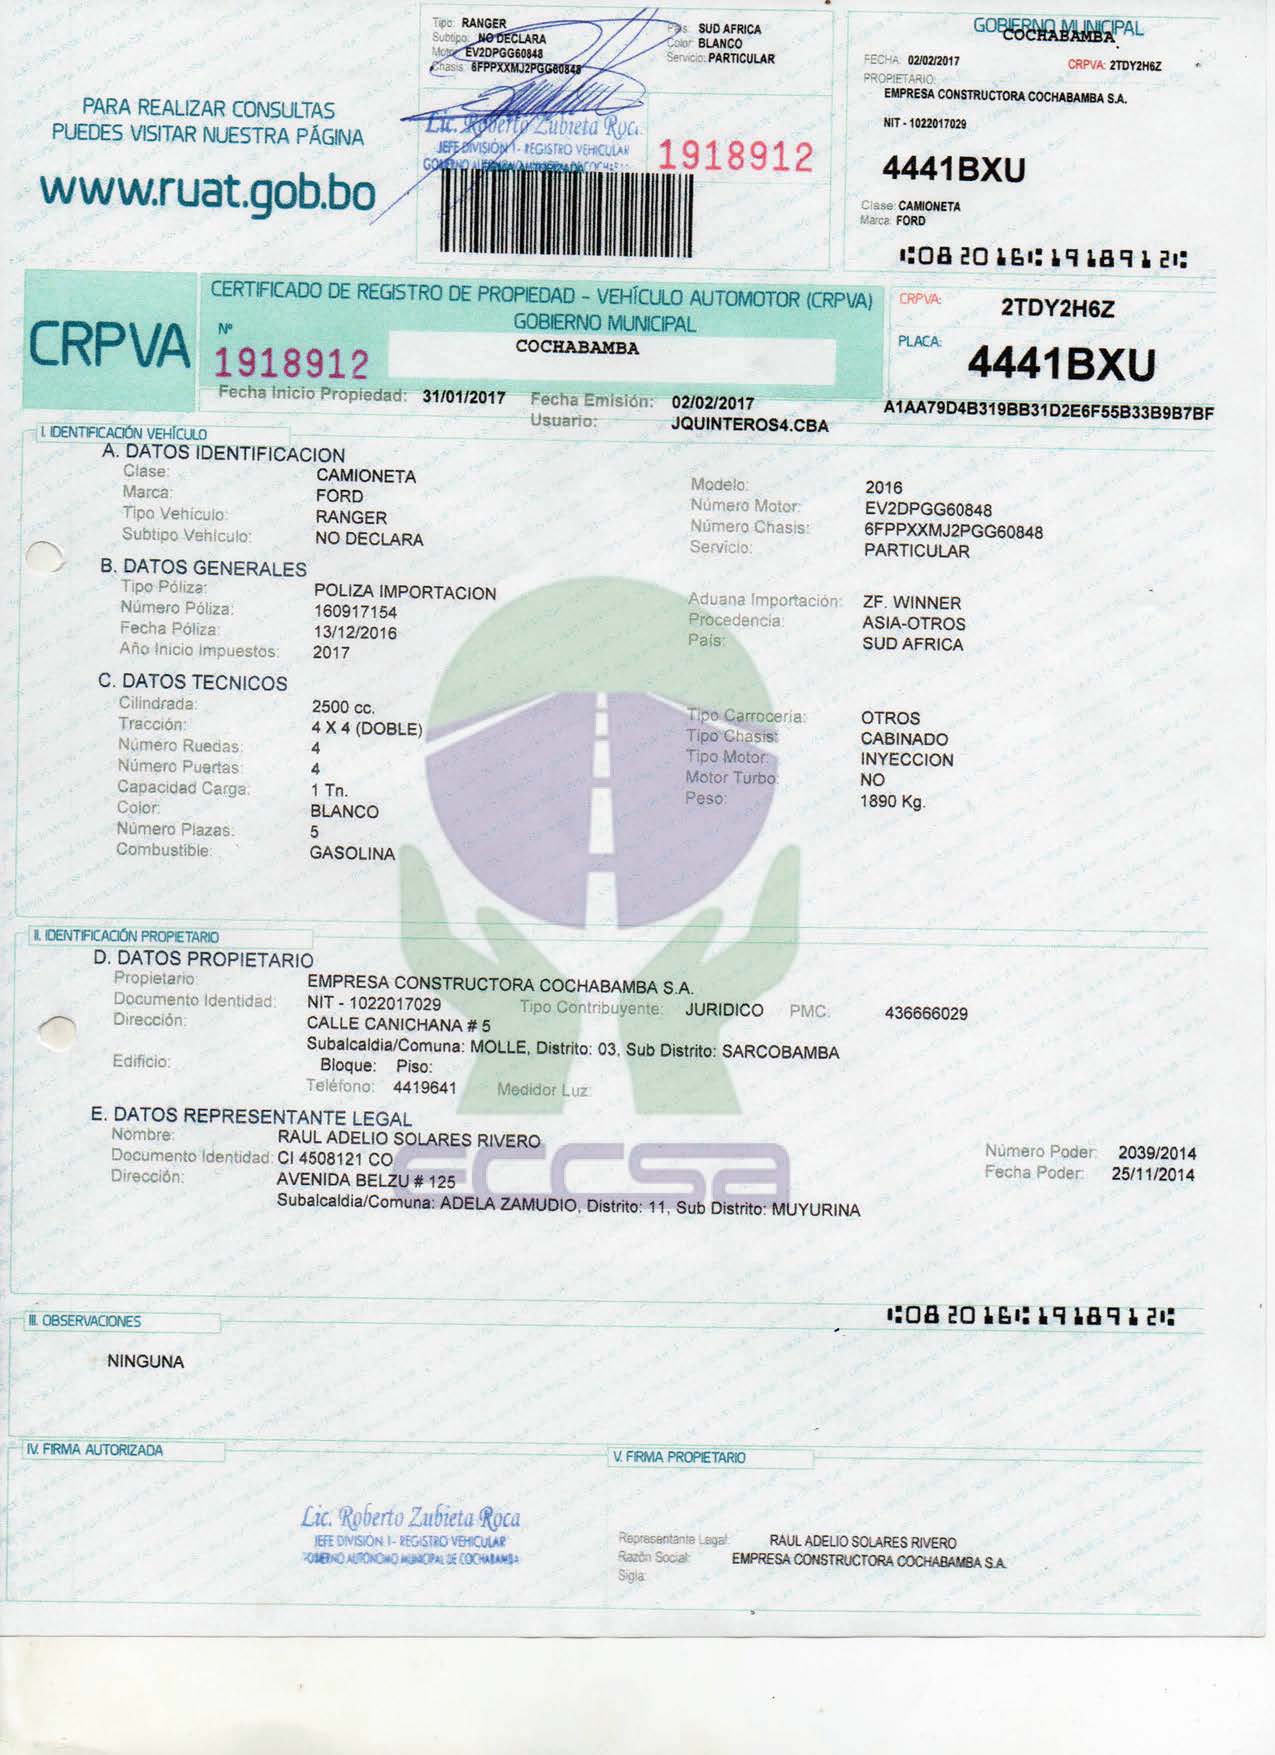 Tipo: RANGER
Subtipo: NO DECLARA
Motor: EV2DPGG60848
Chasis: 6FPPXXMJ2PGG60848
País: SUD AFRICA
Color: BLANCO
Servicio: PARTICULAR
GOBIERNO MUNICIPAL
COCHABAMBA
FECHA: 02/02/2017
CRPVA: 2TDY2H6Z
PROPIETARIO:
EMPRESA CONSTRUCTORA COCHABAMBA S.A.
NIT - 1022017029
4441BXU
Clase: CAMIONETA
Marca: FORD
082016 1918912
PARA REALIZAR CONSULTAS
PUEDES VISITAR NUESTRA PÁGINA
www.ruat.gob.bo
Lic. Roberto Zubieta Roca
JEFE DIVISIÓN I - REGISTRO VEHICULAR
1918912
CRPVA
CERTIFICADO DE REGISTRO DE PROPIEDAD - VEHÍCULO AUTOMOTOR (CRPVA)
GOBIERNO MUNICIPAL
Nº
1918912
COCHABAMBA
Fecha Inicio Propiedad: 31/01/2017
Fecha Emisión: 02/02/2017
Usuario: JQUINTEROS4.CBA
CRPVA: 2TDY2H6Z
PLACA: 4441BXU
A1AA79D4B319BB31D2E6F55B33B9B7BF
I. IDENTIFICACIÓN VEHÍCULO
A. DATOS IDENTIFICACION
Clase: CAMIONETA
Marca: FORD
Tipo Vehículo: RANGER
Subtipo Vehículo: NO DECLARA
Modelo: 2016
Número Motor: EV2DPGG60848
Número Chasis: 6FPPXXMJ2PGG60848
Servicio: PARTICULAR
B. DATOS GENERALES
Tipo Póliza: POLIZA IMPORTACION
Número Póliza: 160917154
Fecha Póliza: 13/12/2016
Año Inicio Impuestos: 2017
Aduana Importación: ZF. WINNER
Procedencia: ASIA-OTROS
País: SUD AFRICA
C. DATOS TECNICOS
Cilindrada: 2500 cc.
Tracción: 4 X 4 (DOBLE)
Número Ruedas: 4
Número Puertas: 4
Capacidad Carga: 1 Tn.
Color: BLANCO
Número Plazas: 5
Combustible: GASOLINA
Tipo Carrocería: OTROS
Tipo Chasis: CABINADO
Tipo Motor: INYECCION
Motor Turbo: NO
Peso: 1890 Kg.
II. IDENTIFICACIÓN PROPIETARIO
D. DATOS PROPIETARIO
Propietario: EMPRESA CONSTRUCTORA COCHABAMBA S.A.
Documento Identidad: NIT - 1022017029 Tipo Contribuyente: JURIDICO PMC: 436666029
Dirección: CALLE CANICHANA # 5
Subalcaldia/Comuna: MOLLE, Distrito: 03, Sub Distrito: SARCOBAMBA
Edificio: Bloque: Piso:
Teléfono: 4419641 Medidor Luz:
E. DATOS REPRESENTANTE LEGAL
Nombre: RAUL ADELIO SOLARES RIVERO
Documento Identidad: CI 4508121 CO
Dirección: AVENIDA BELZU # 125
Subalcaldia/Comuna: ADELA ZAMUDIO, Distrito: 11, Sub Distrito: MUYURINA
Número Poder: 2039/2014
Fecha Poder: 25/11/2014
eccsa
082016 1918912
III. OBSERVACIONES
NINGUNA
IV. FIRMA AUTORIZADA
V. FIRMA PROPIETARIO
Lic. Roberto Zubieta Roca
JEFE DIVISIÓN I - REGISTRO VEHICULAR
GOBIERNO AUTÓNOMO MUNICIPAL DE COCHABAMBA
Representante Legal: RAUL ADELIO SOLARES RIVERO
Razón Social: EMPRESA CONSTRUCTORA COCHABAMBA S.A.
Sigla: